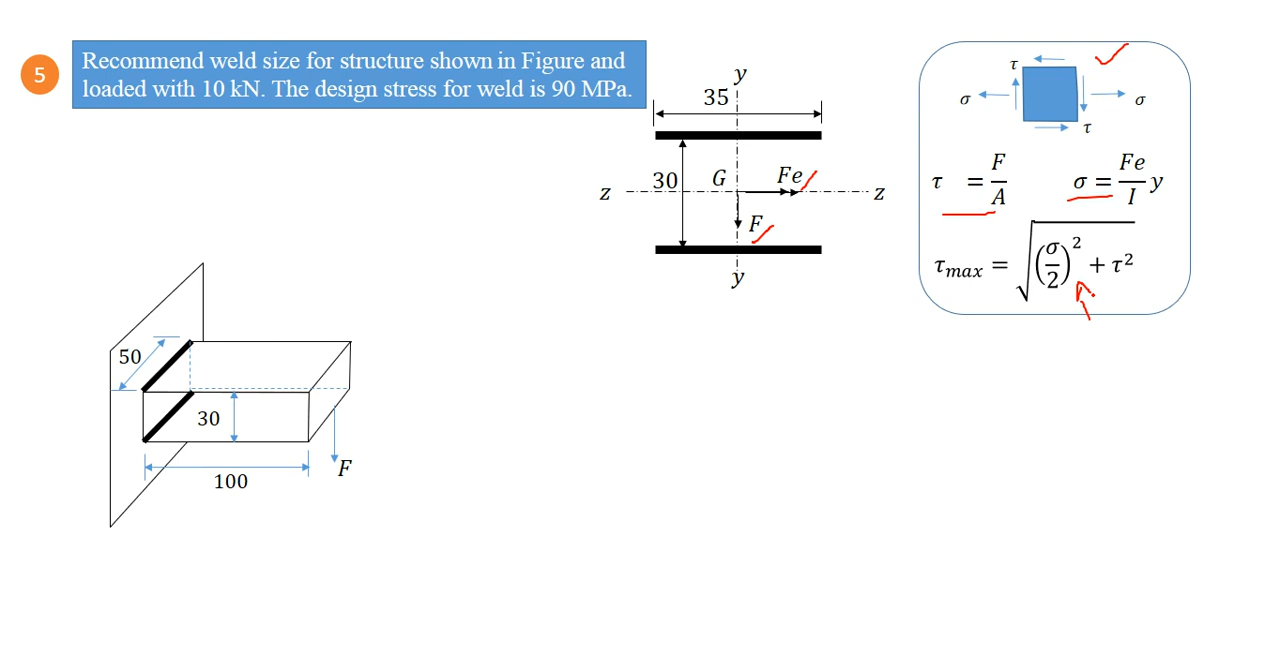 5
Recommend weld size for structure shown in Figure and
loaded with 10 kN. The design stress for weld is 90 MPa.
y
35
30
G
Fe
z
z
F
y
τ
σ
σ
τ
τ = F/A
σ = Fe/I y
τmax = √((σ/2)² + τ²)
50
30
100
F